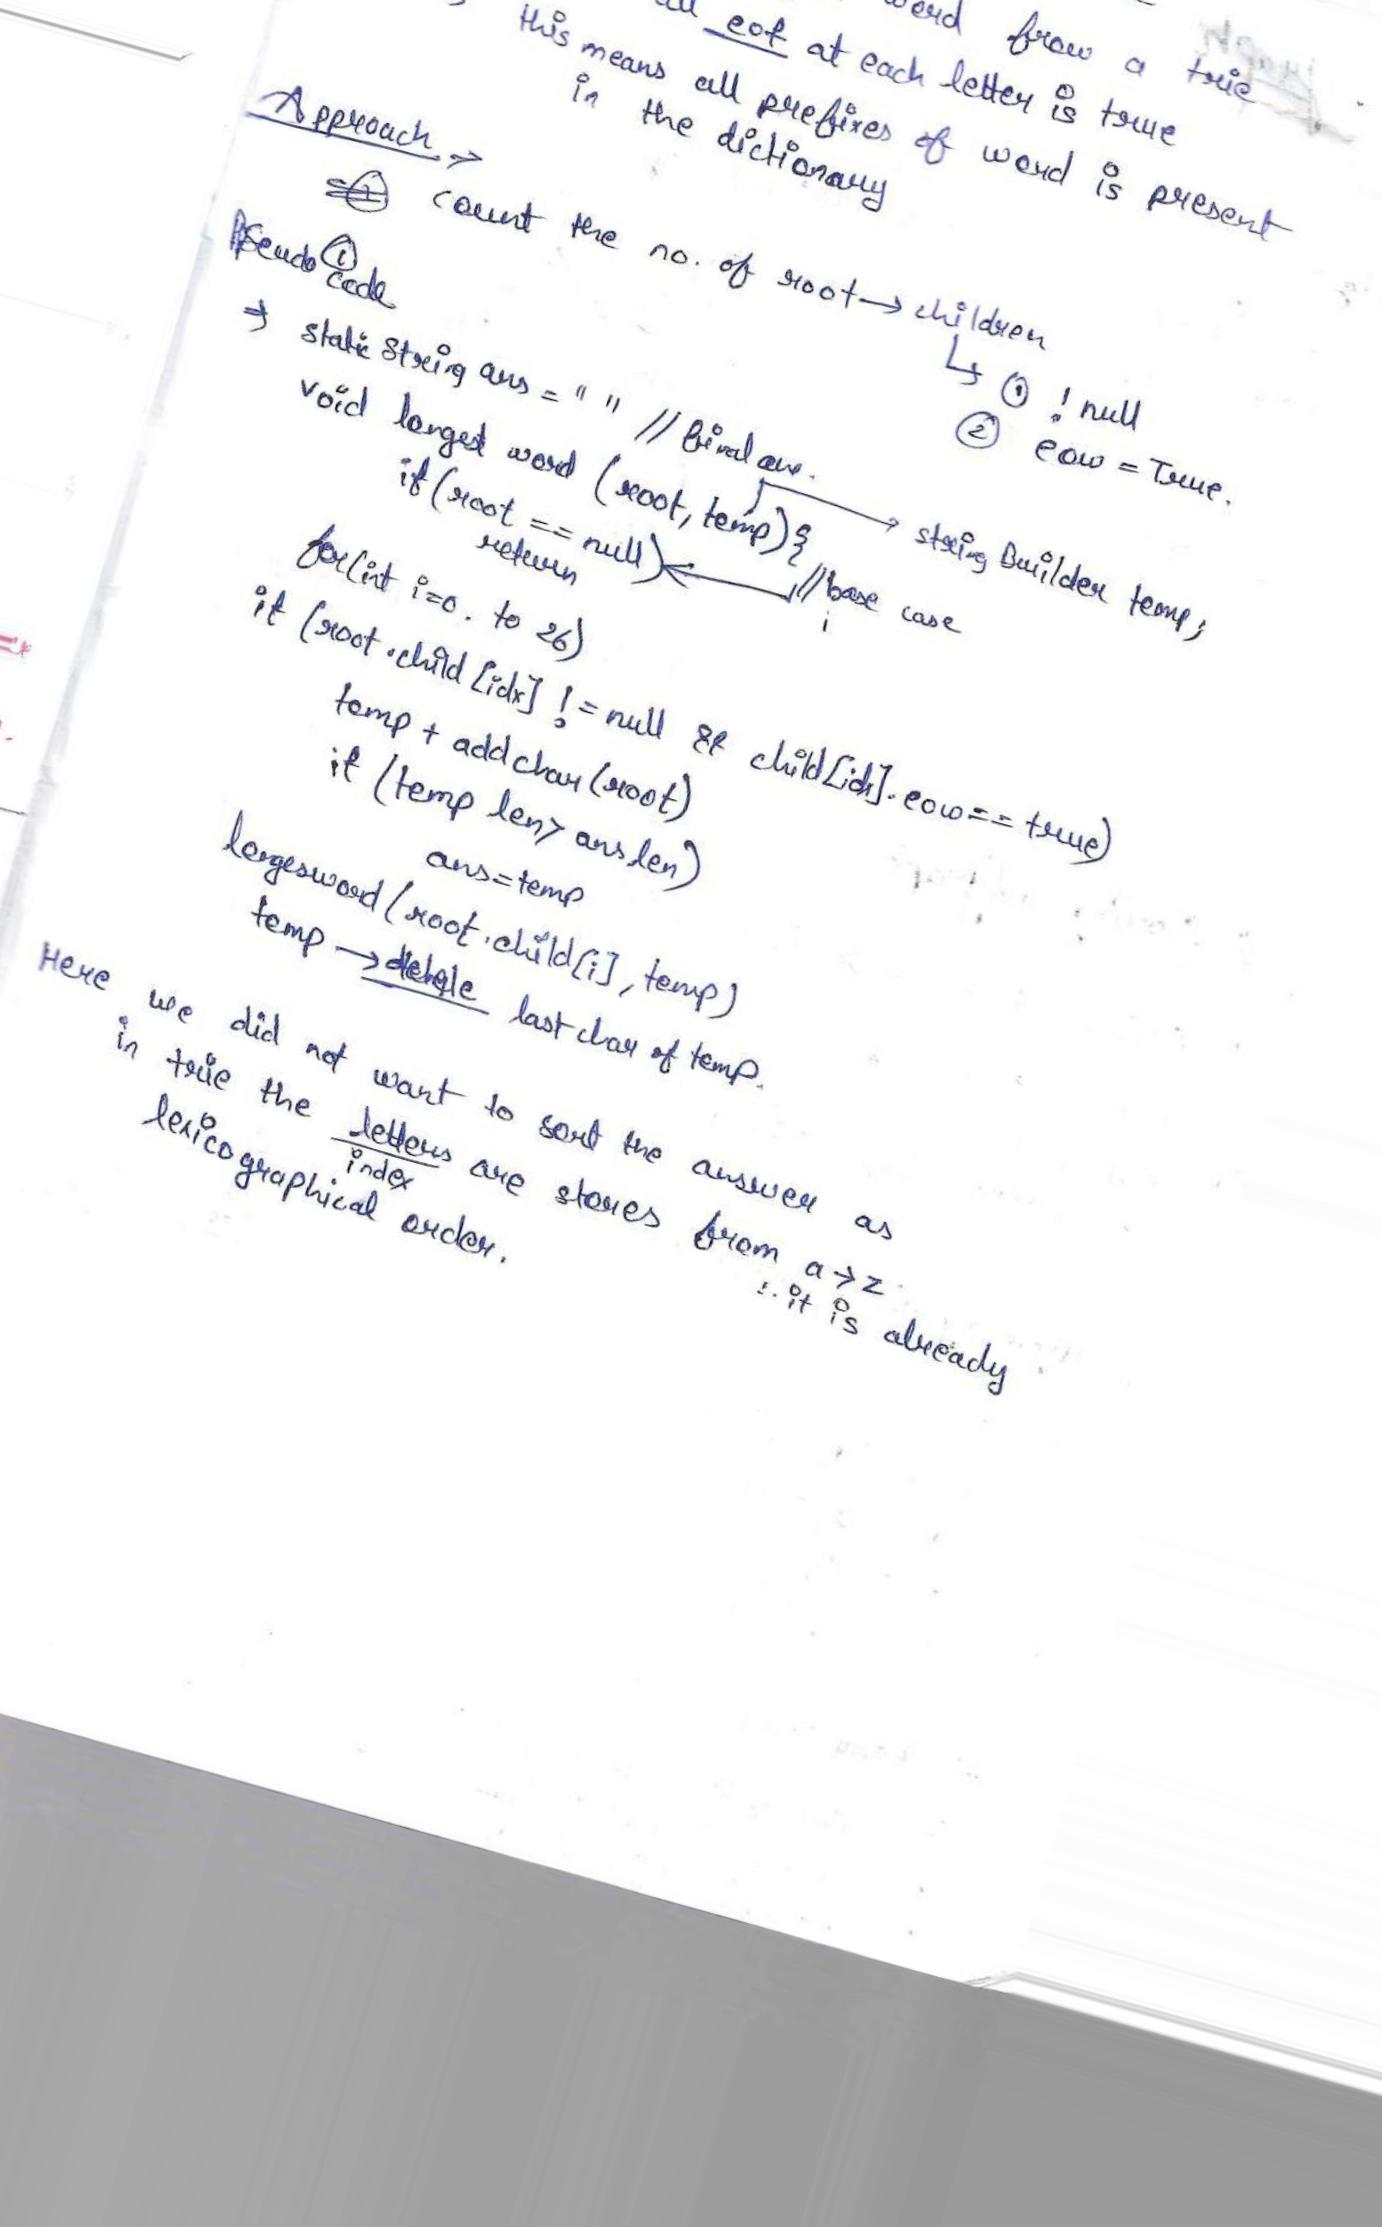 word from a trie
eof at each letter is true
this means all prefixes of word is present
in the dictionary
Approach →
① count the no. of root → children
↳ ① ! null
② eow = True.
Pseudo code
⇒ static String ans = " " // final ans.
void largest word (root, temp) {
→ string Builder temp;
if (root == null) // base case
return
for (int i=0. to 26)
if (root.child [idx] != null && child [idx]. eow == true)
temp + add char (root)
if (temp len > ans len)
ans = temp
largesword (root.child [i], temp)
temp → delete last char of temp.
Here we did not want to sort the answer as
in trie the letters are stores from a → z
index
∴ it is already
lexicographical order.